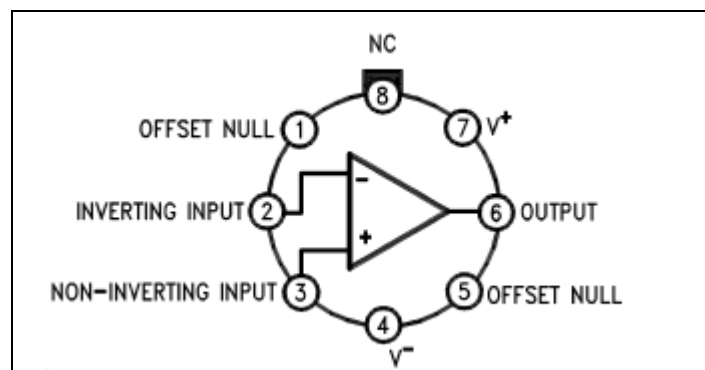 NC
8
OFFSET NULL 1
7 V+
INVERTING INPUT 2
-
6 OUTPUT
+
NON-INVERTING INPUT 3
5 OFFSET NULL
4
V-